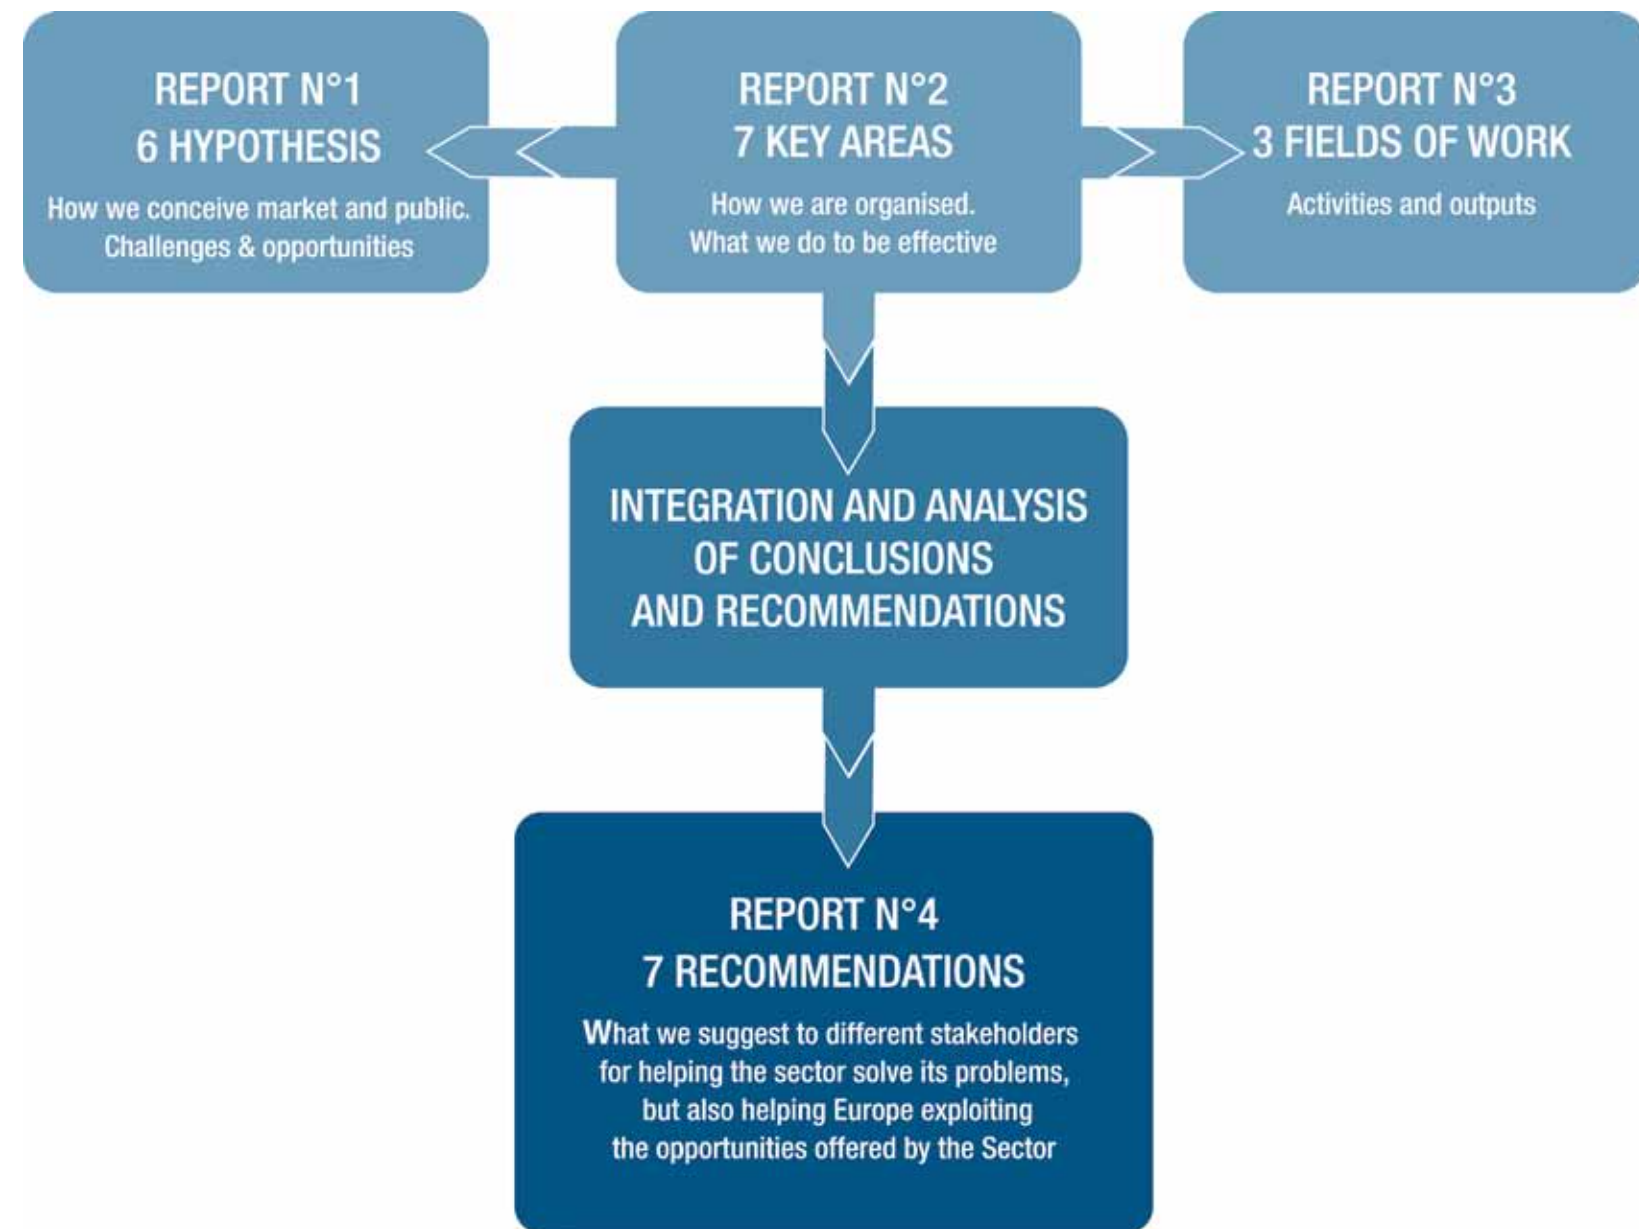 REPORT N°1
6 HYPOTHESIS
How we conceive market and public.
Challenges & opportunities
REPORT N°2
7 KEY AREAS
How we are organised.
What we do to be effective
REPORT N°3
3 FIELDS OF WORK
Activities and outputs
INTEGRATION AND ANALYSIS
OF CONCLUSIONS
AND RECOMMENDATIONS
REPORT N°4
7 RECOMMENDATIONS
What we suggest to different stakeholders
for helping the sector solve its problems,
but also helping Europe exploiting
the opportunities offered by the Sector